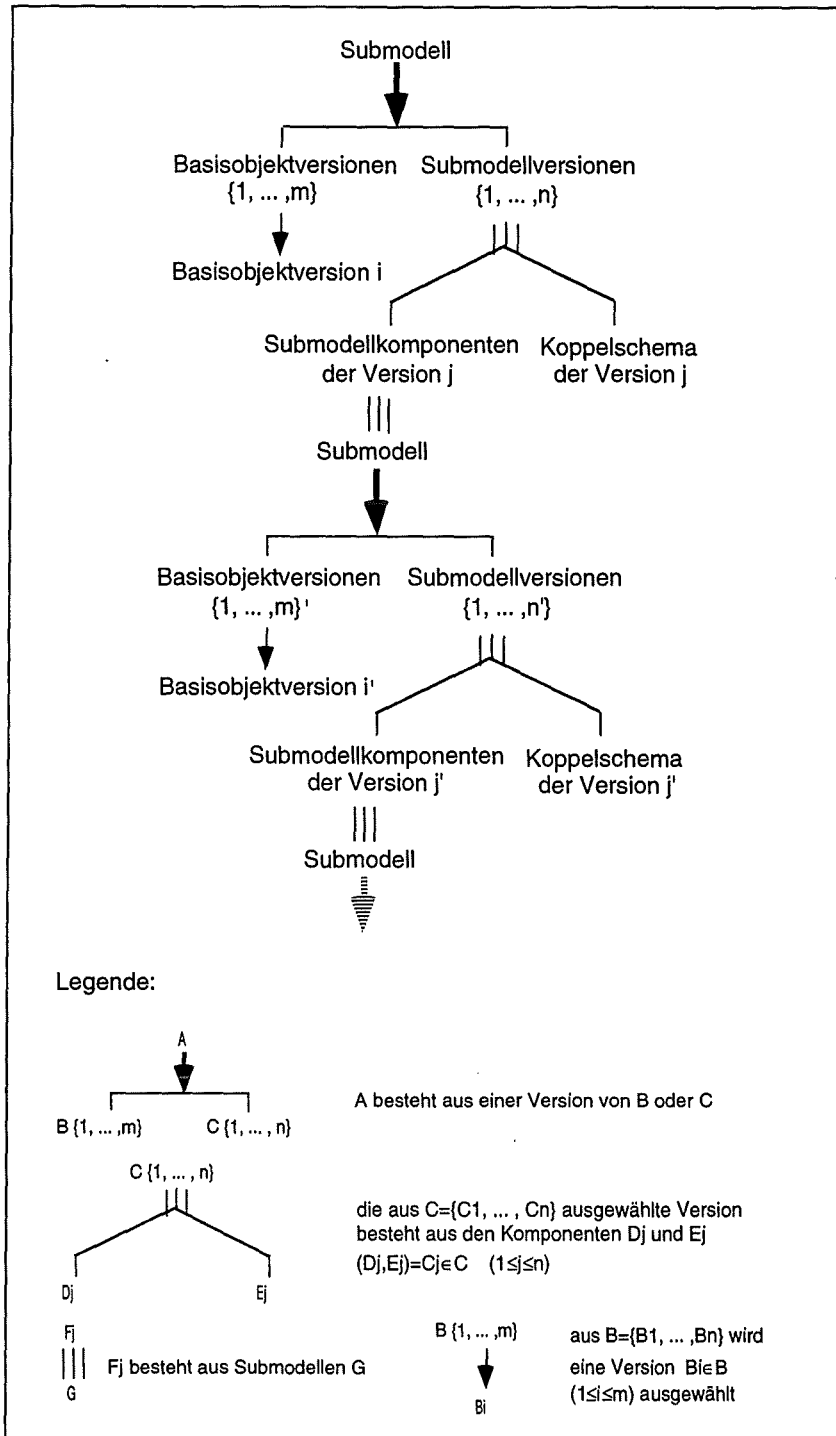 Submodell
Basisobjektversionen Submodellversionen
{1, ... ,m} {1, ... ,n}
Basisobjektversion i
Submodellkomponenten Koppelschema
der Version j der Version j
Submodell
Basisobjektversionen Submodellversionen
{1, ... ,m}' {1, ... ,n'}
Basisobjektversion i'
Submodellkomponenten Koppelschema
der Version j' der Version j'
Submodell
Legende:
A
A besteht aus einer Version von B oder C
B {1, ... ,m} C {1, ... , n}
C {1, ... , n}
die aus C={C1, ... , Cn} ausgewählte Version
besteht aus den Komponenten Dj und Ej
(Dj,Ej)=Cj∈C (1≤j≤n)
Dj Ej
Fj
Fj besteht aus Submodellen G
G
B {1, ... ,m} aus B={B1, ... ,Bn} wird
eine Version Bi∈B
(1≤i≤m) ausgewählt
Bi